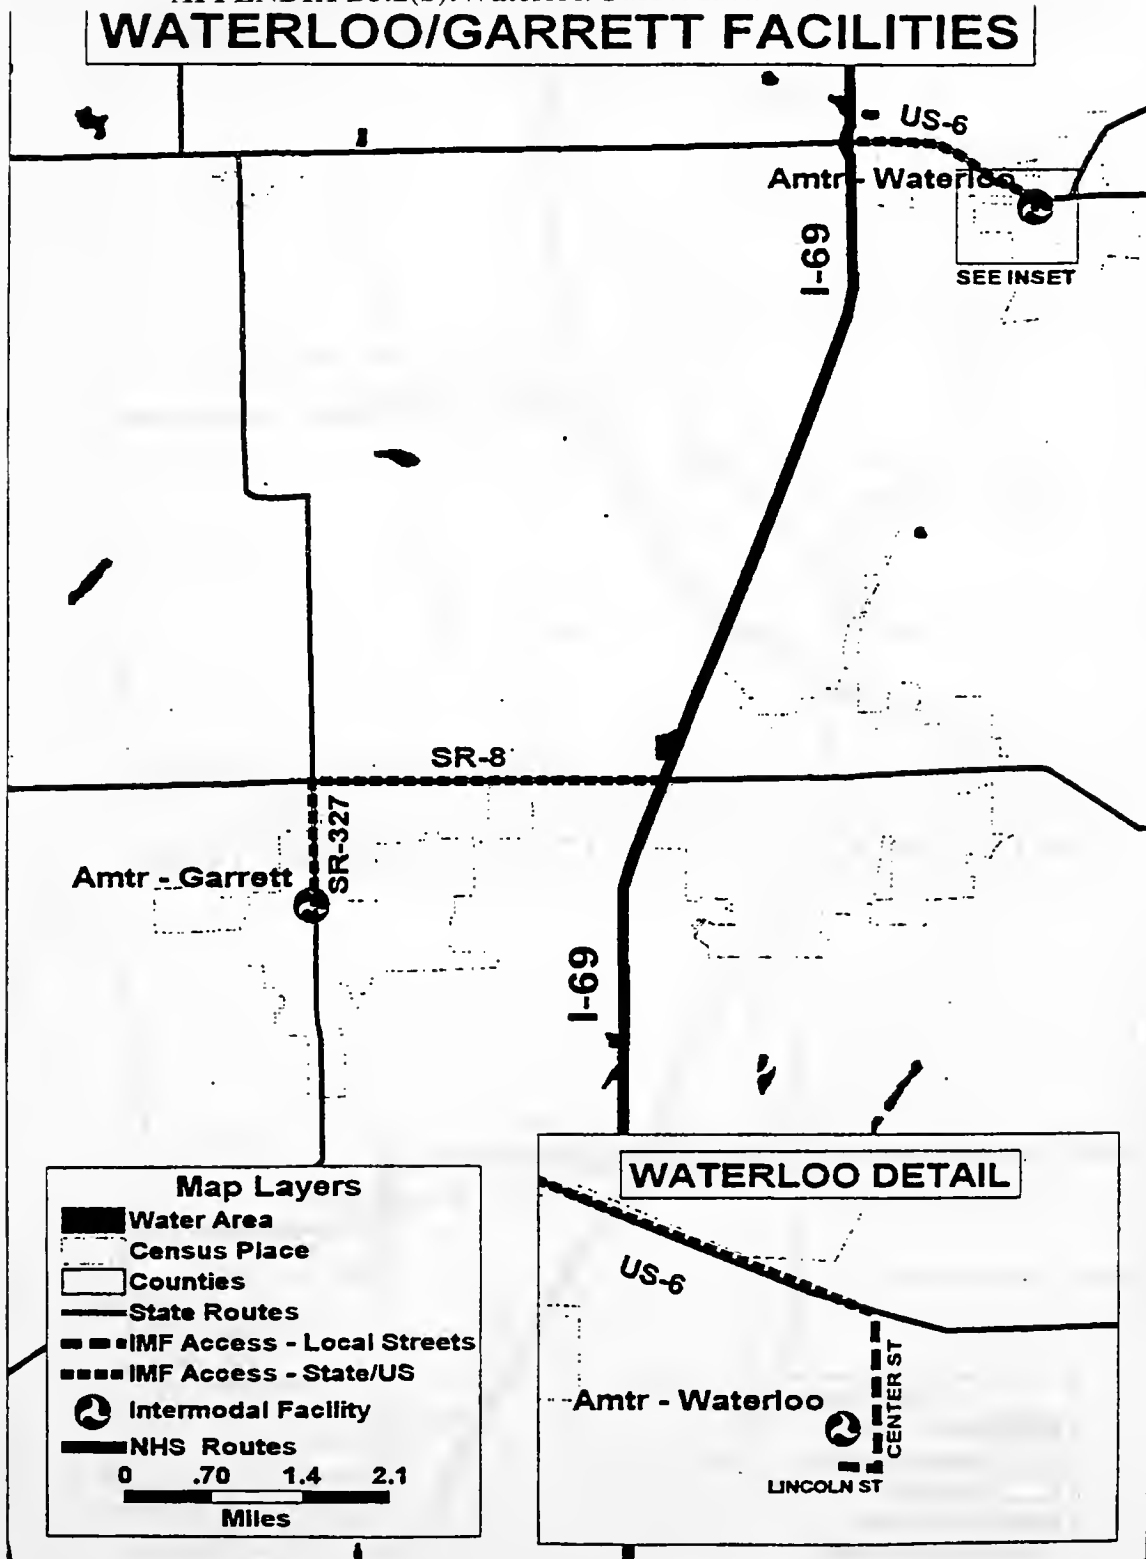 WATERLOO/GARRETT FACILITIES
US-6
Amtr - Waterloo
I-69
SEE INSET
SR-8
SR-327
Amtr - Garrett
I-69
Map Layers
Water Area
Census Place
Counties
State Routes
IMF Access - Local Streets
IMF Access - State/US
Intermodal Facility
NHS Routes
0 .70 1.4 2.1
Miles
WATERLOO DETAIL
US-6
Amtr - Waterloo
CENTER ST
LINCOLN ST